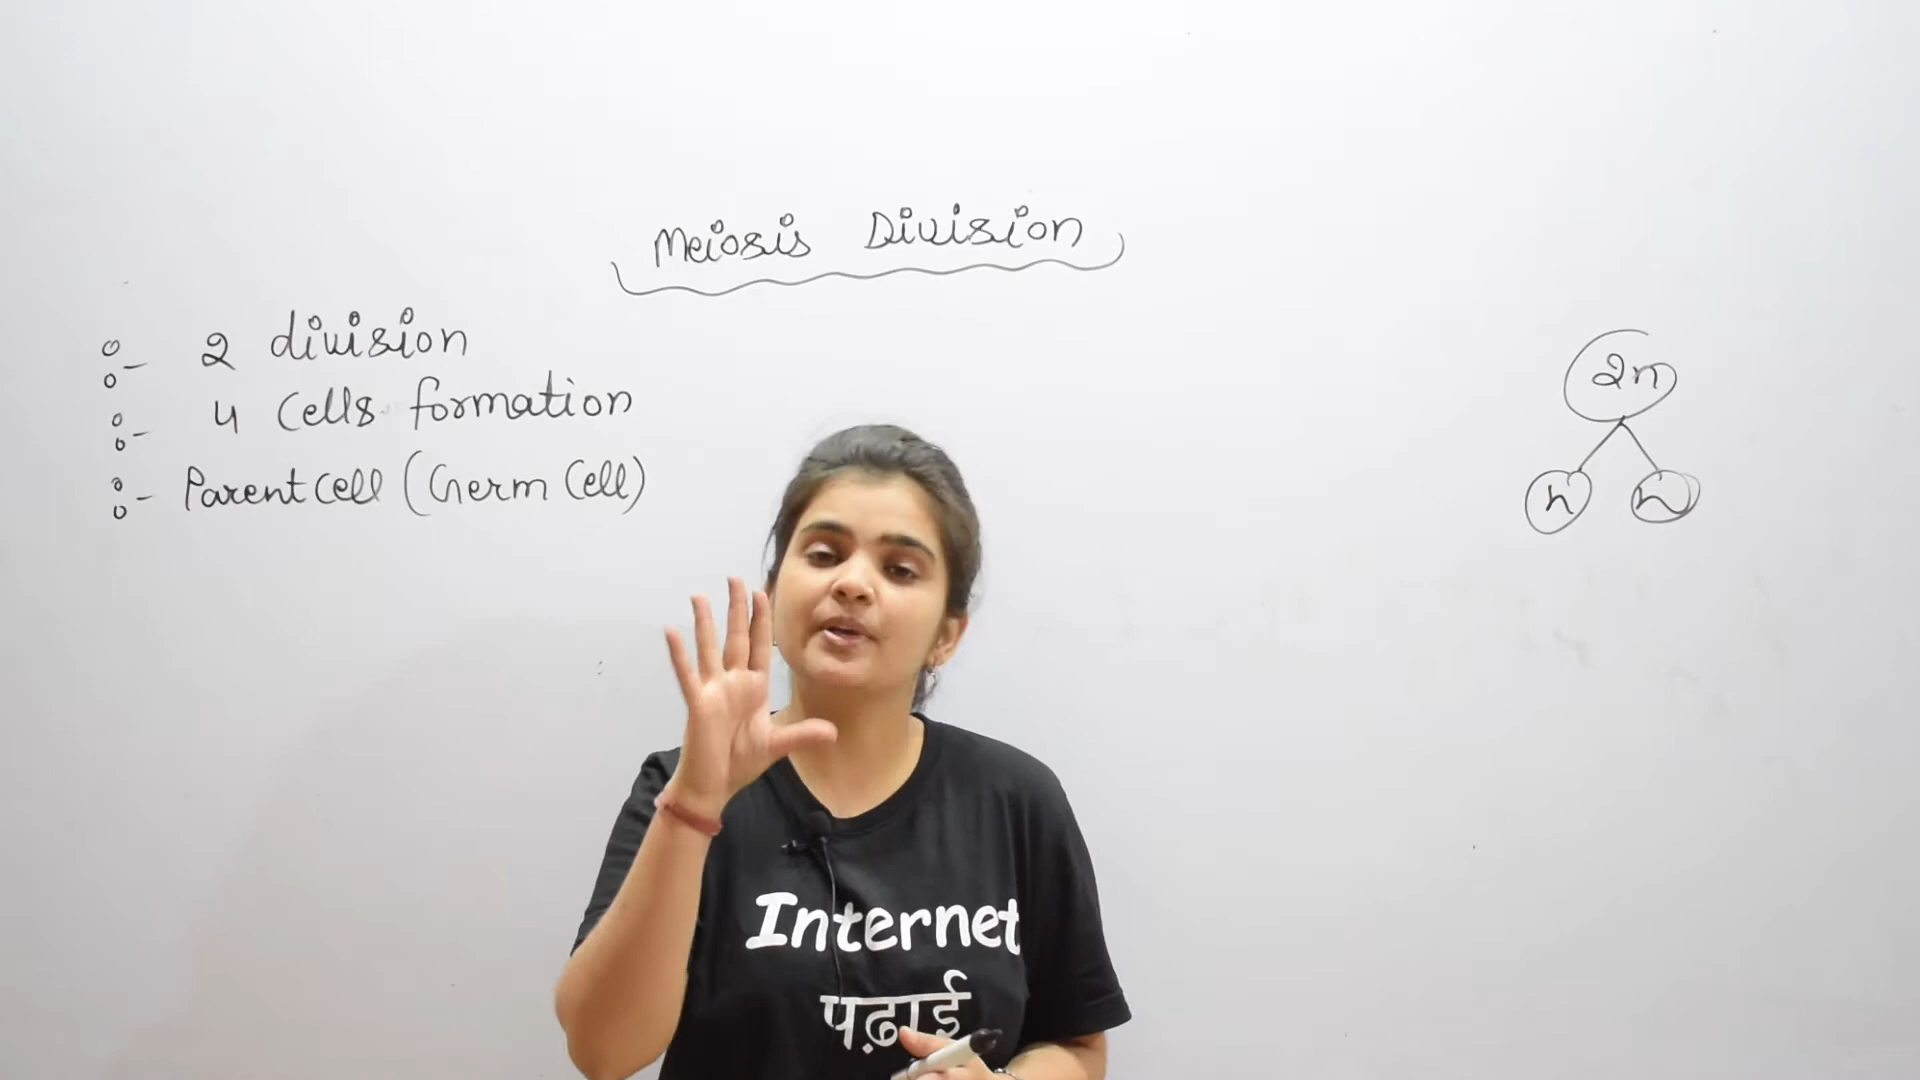 Meiosis Division
2 division
4 Cells formation
Parent cell (Germ Cell)
2n
n n
Internet
पढ़ाई